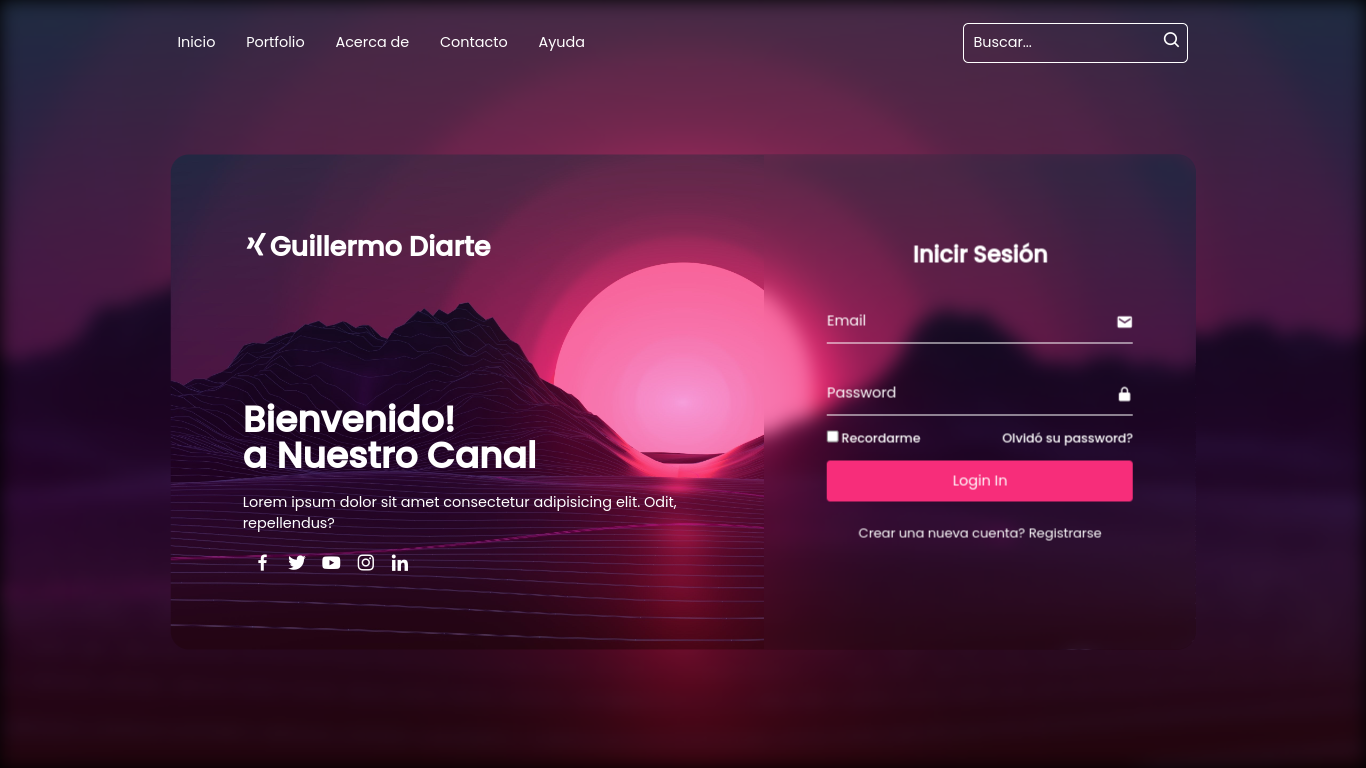 Inicio Portfolio Acerca de Contacto Ayuda Buscar...
Guillermo Diarte
Bienvenido!
a Nuestro Canal
Lorem ipsum dolor sit amet consectetur adipisicing elit. Odit,
repellendus?
Inicir Sesión
Email
Password
Recordarme Olvidó su password?
Login In
Crear una nueva cuenta? Registrarse